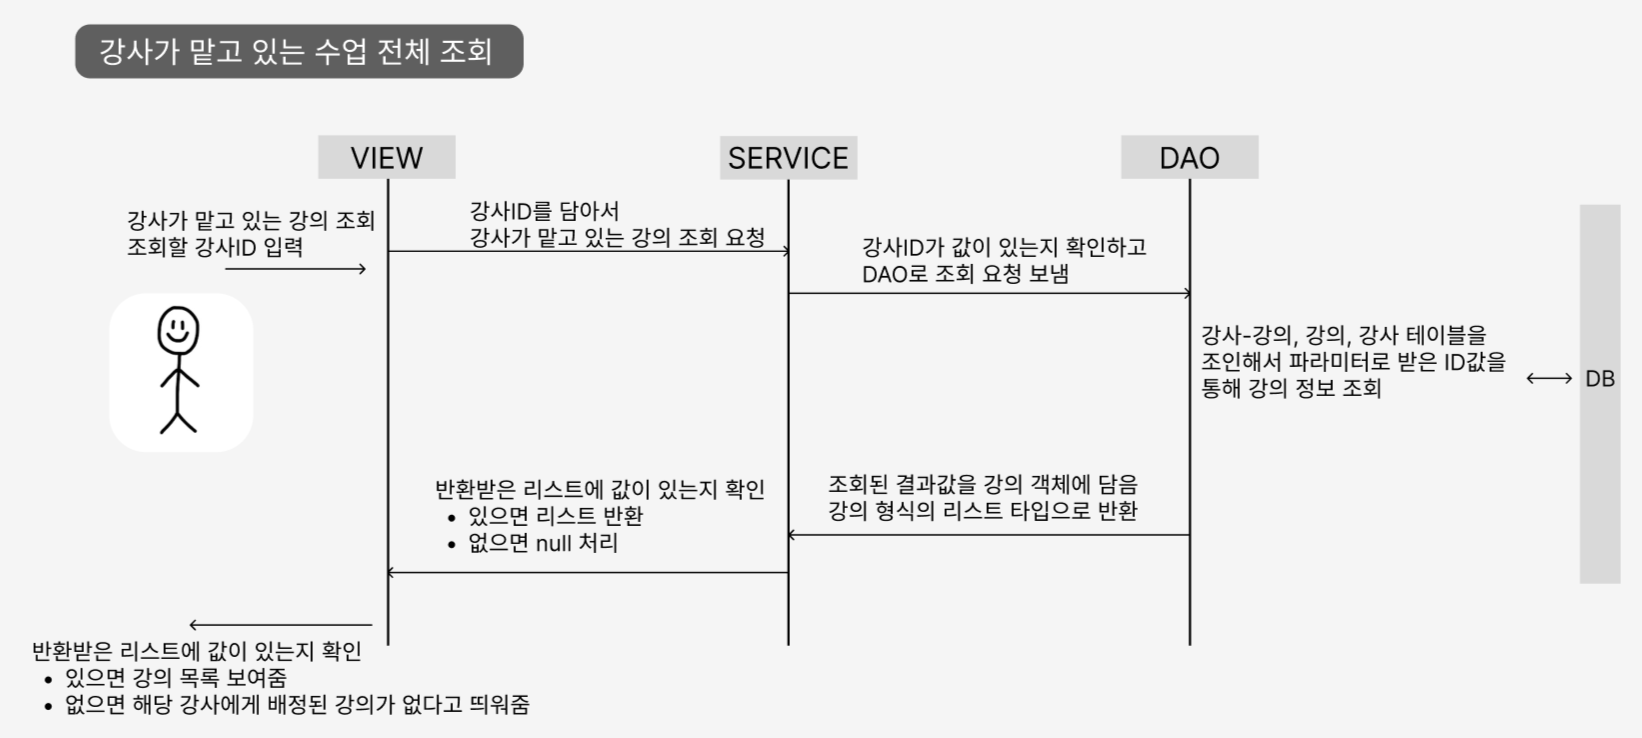 강사가 맡고 있는 수업 전체 조회
VIEW
SERVICE
DAO
강사가 맡고 있는 강의 조회
조회할 강사ID 입력
강사ID를 담아서
강사가 맡고 있는 강의 조회 요청
강사ID가 값이 있는지 확인하고
DAO로 조회 요청 보냄
강사-강의, 강의, 강사 테이블을
조인해서 파라미터로 받은 ID값을
통해 강의 정보 조회
DB
조회된 결과값을 강의 객체에 담음
강의 형식의 리스트 타입으로 반환
반환받은 리스트에 값이 있는지 확인
• 있으면 리스트 반환
• 없으면 null 처리
반환받은 리스트에 값이 있는지 확인
• 있으면 강의 목록 보여줌
• 없으면 해당 강사에게 배정된 강의가 없다고 띄워줌